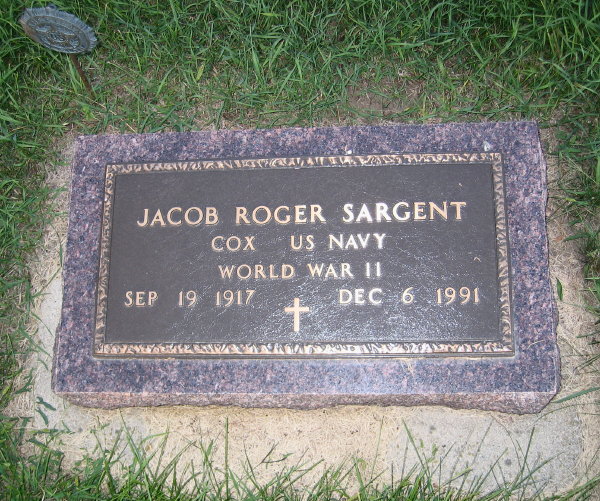 JACOB ROGER SARGENT
COX US NAVY
WORLD WAR II
SEP 19 1917 DEC 6 1991